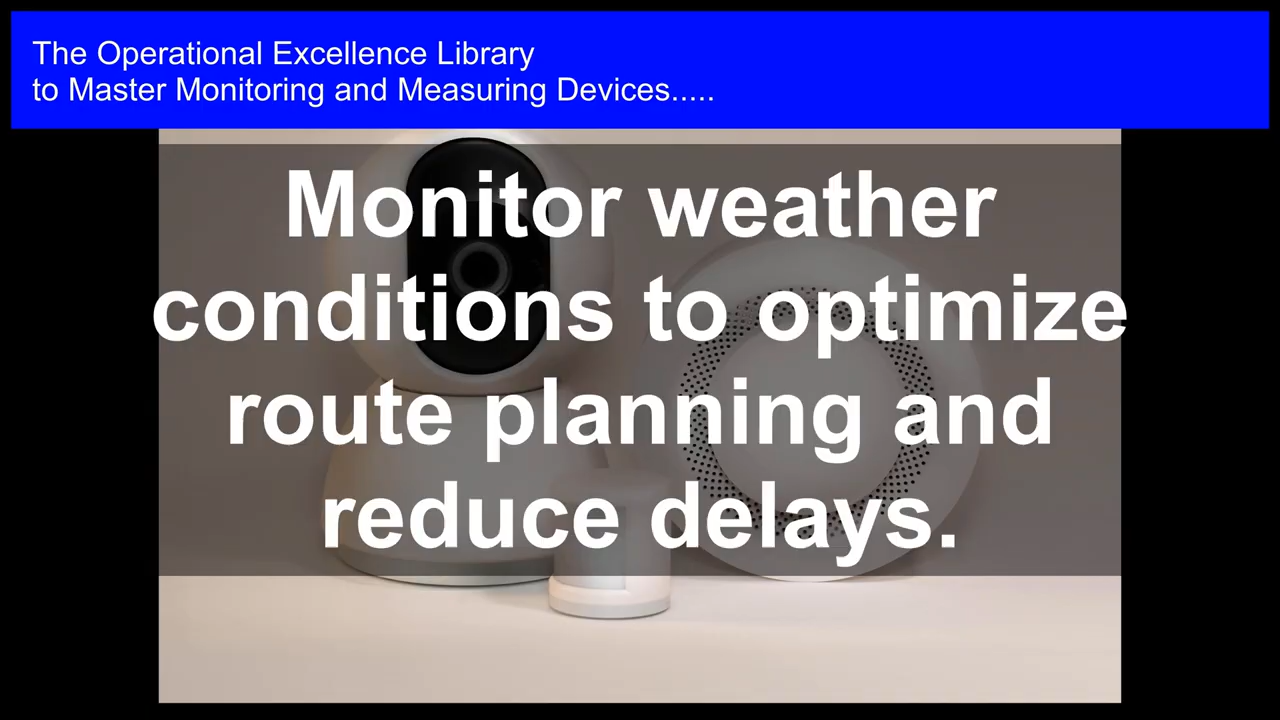 The Operational Excellence Library
to Master Monitoring and Measuring Devices.....
Monitor weather
conditions to optimize
route planning and
reduce delays.